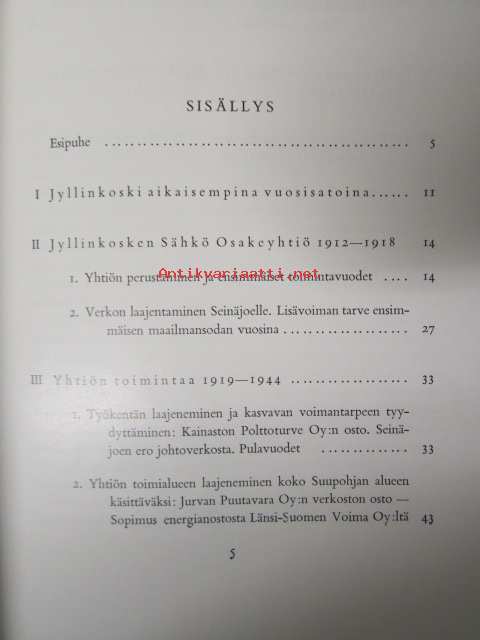 SISÄLLYS
Esipuhe ........................................ 5
I Jyllinkoski aikaisempina vuosisatoina...... 11
II Jyllinkosken Sähkö Osakeyhtiö 1912—1918 14
1. Yhtiön perustaminen ja ensimmäiset toimintavuodet .... 14
Antikvariaatti.net
2. Verkon laajentaminen Seinäjoelle. Lisävoiman tarve ensim-
mäisen maailmansodan vuosina .................... 27
III Yhtiön toimintaa 1919—1944 .................. 33
1. Työkentän laajeneminen ja kasvavan voimantarpeen tyy-
dyttäminen: Kainaston Polttoturve Oy:n osto. Seinä-
joen ero johtoverkosta. Pulavuodet .............. 33
2. Yhtiön toimialueen laajeneminen koko Suupohjan alueen
käsittäväksi: Jurvan Puutavara Oy:n verkoston osto —
Sopimus energianostosta Länsi-Suomen Voima Oy:ltä 43
5